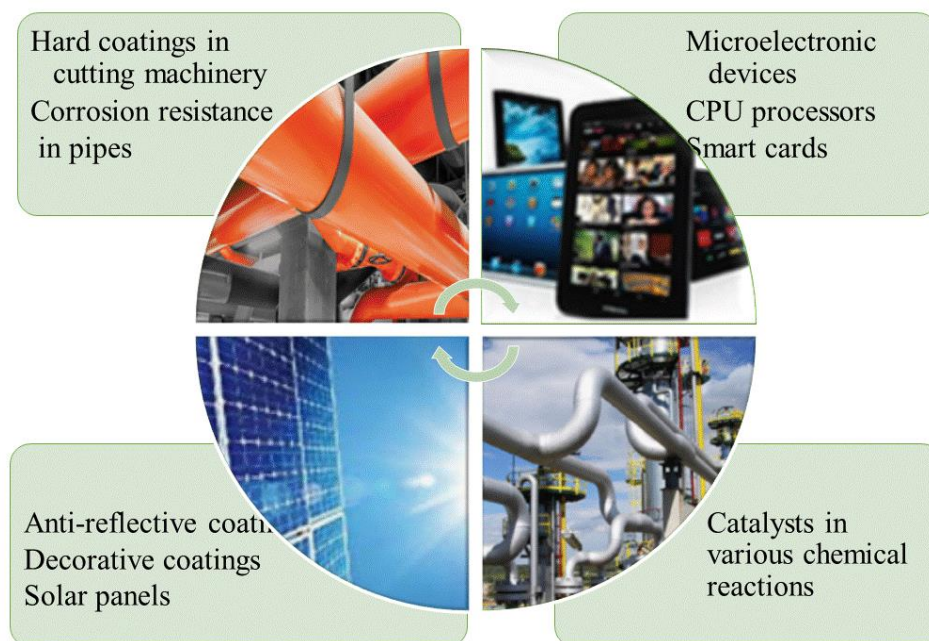 Hard coatings in
cutting machinery
Corrosion resistance
in pipes
Microelectronic
devices
CPU processors
Smart cards
Anti-reflective coati
Decorative coatings
Solar panels
Catalysts in
various chemical
reactions